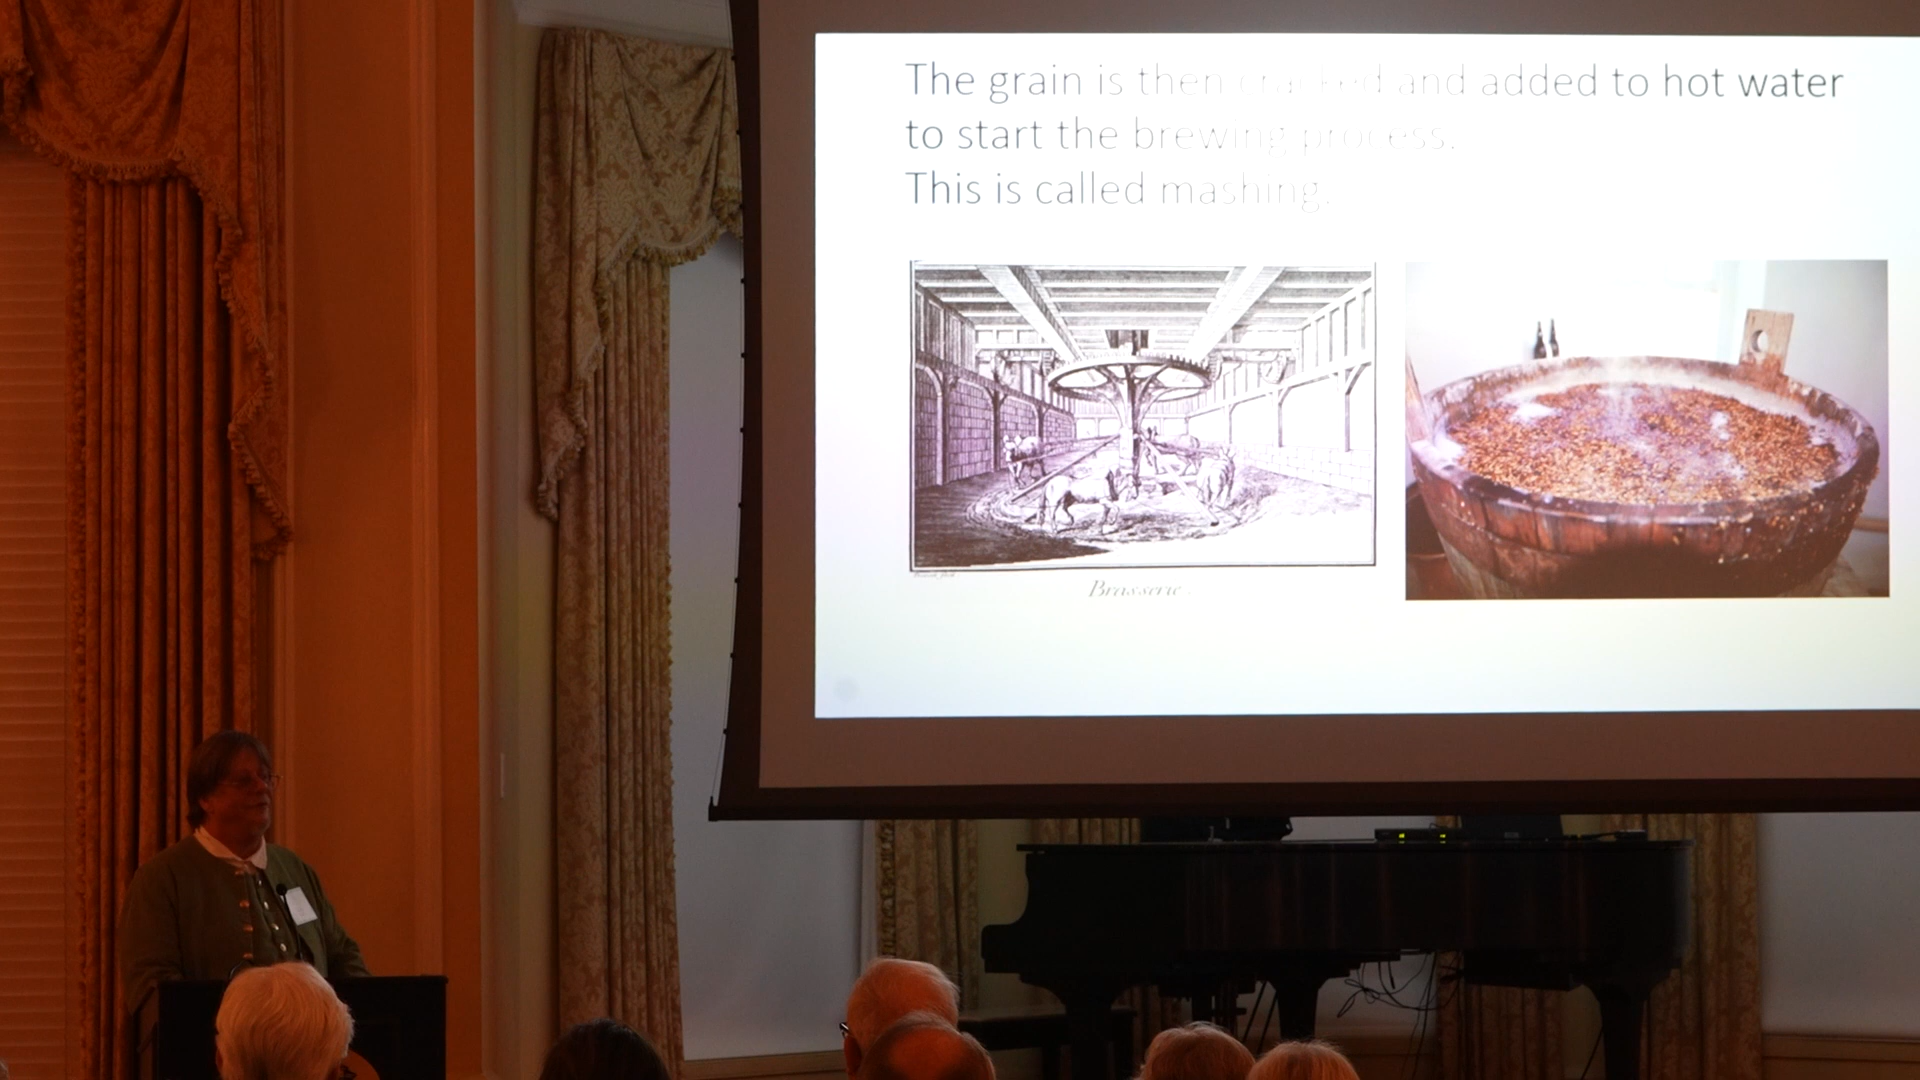 The grain is then cracked and added to hot water
to start the brewing process.
This is called mashing.
Brasserie.